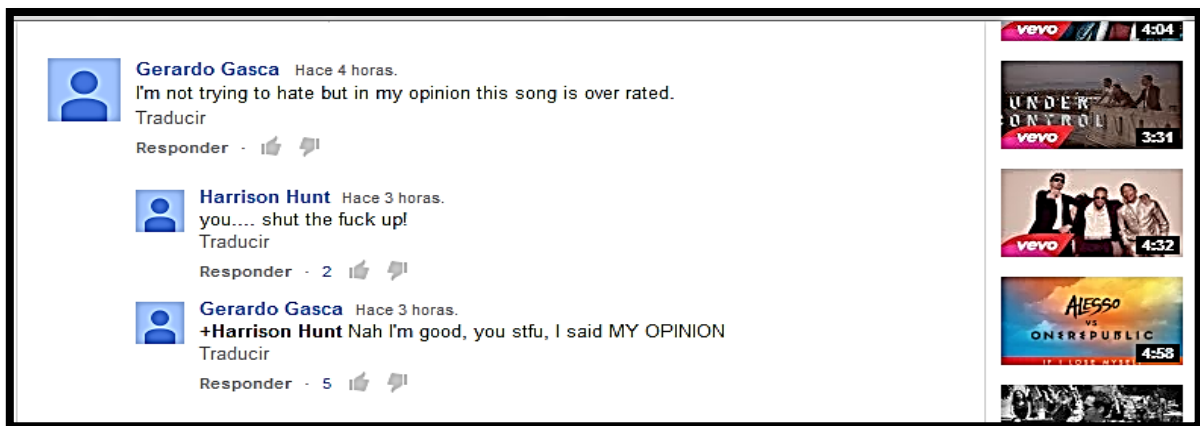 Gerardo Gasca Hace 4 horas.
I'm not trying to hate but in my opinion this song is over rated.
Traducir
Responder ·
Harrison Hunt Hace 3 horas.
you.... shut the fuck up!
Traducir
Responder · 2
Gerardo Gasca Hace 3 horas.
+Harrison Hunt Nah I'm good, you stfu, I said MY OPINION
Traducir
Responder · 5
vevo 4:04
UNDER
CONTROL
vevo 3:31
vevo 4:32
ALESSO
VS
ONEREPUBLIC
4:58
IF I LOSE MYSE